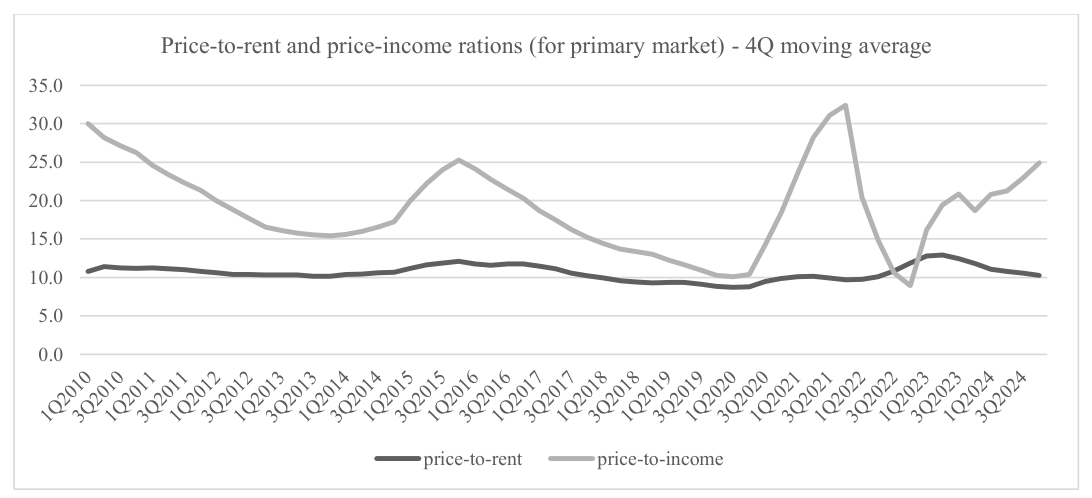 Price-to-rent and price-income rations (for primary market) - 4Q moving average
35.0
30.0
25.0
20.0
15.0
10.0
5.0
0.0
1Q2010
3Q2010
1Q2011
3Q2011
1Q2012
3Q2012
1Q2013
3Q2013
1Q2014
3Q2014
1Q2015
3Q2015
1Q2016
3Q2016
1Q2017
3Q2017
1Q2018
3Q2018
1Q2019
3Q2019
1Q2020
3Q2020
1Q2021
3Q2021
1Q2022
3Q2022
1Q2023
3Q2023
1Q2024
3Q2024
price-to-rent
price-to-income